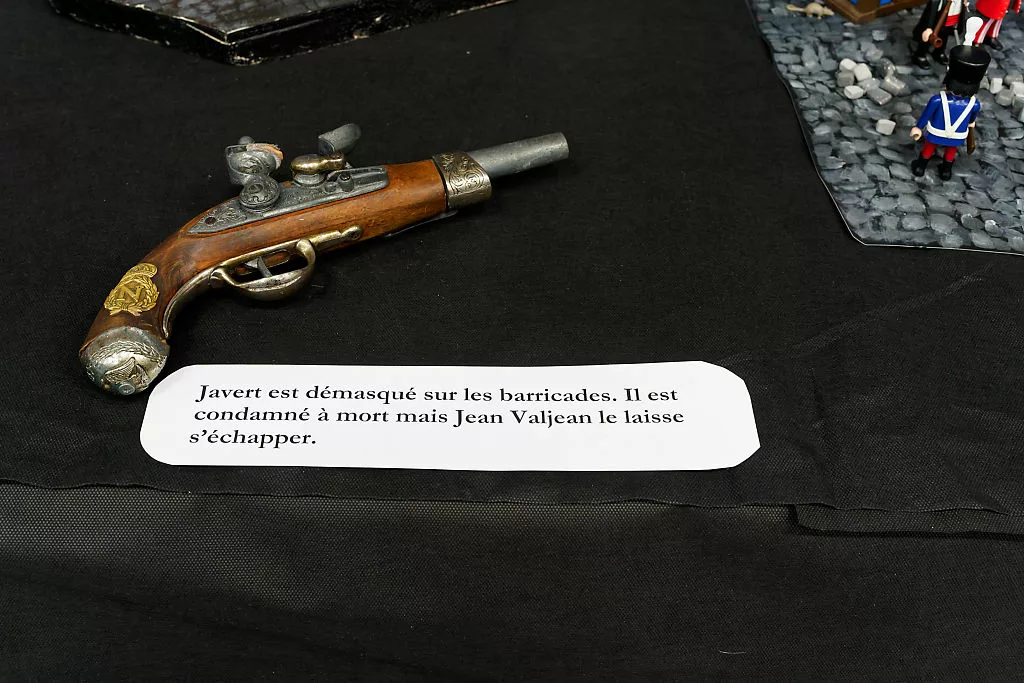 N
Javert est démasqué sur les barricades. Il est
condamné à mort mais Jean Valjean le laisse
s'échapper.